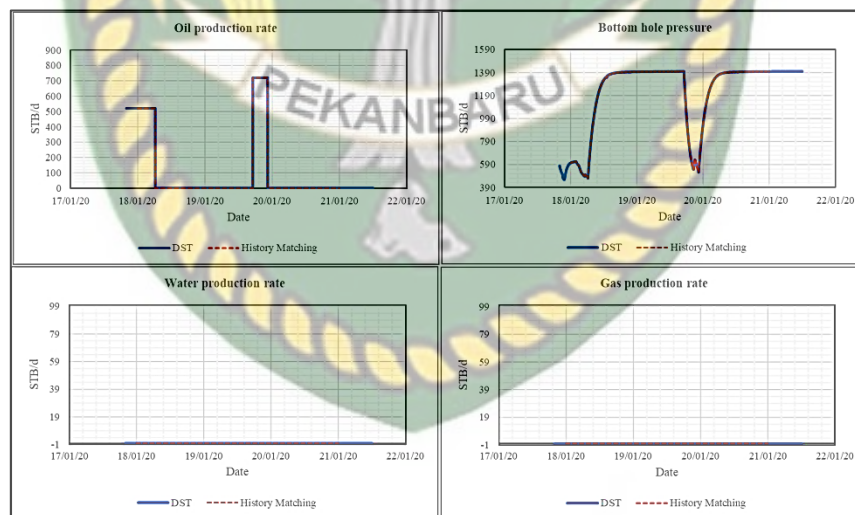 Oil production rate
900
800
700
600
500
400
300
200
100
0
STB/d
17/01/20 18/01/20 19/01/20 20/01/20 21/01/20 22/01/20
Date
DST History Matching
Bottom hole pressure
1590
1390
1190
990
790
590
390
STB/d
17/01/20 18/01/20 19/01/20 20/01/20 21/01/20 22/01/20
Date
DST History Matching
PEKANBARU
Water production rate
99
79
59
39
19
-1
STB/d
17/01/20 18/01/20 19/01/20 20/01/20 21/01/20 22/01/20
Date
DST History Matching
Gas production rate
99
79
59
39
19
-1
STB/d
17/01/20 18/01/20 19/01/20 20/01/20 21/01/20 22/01/20
Date
DST History Matching